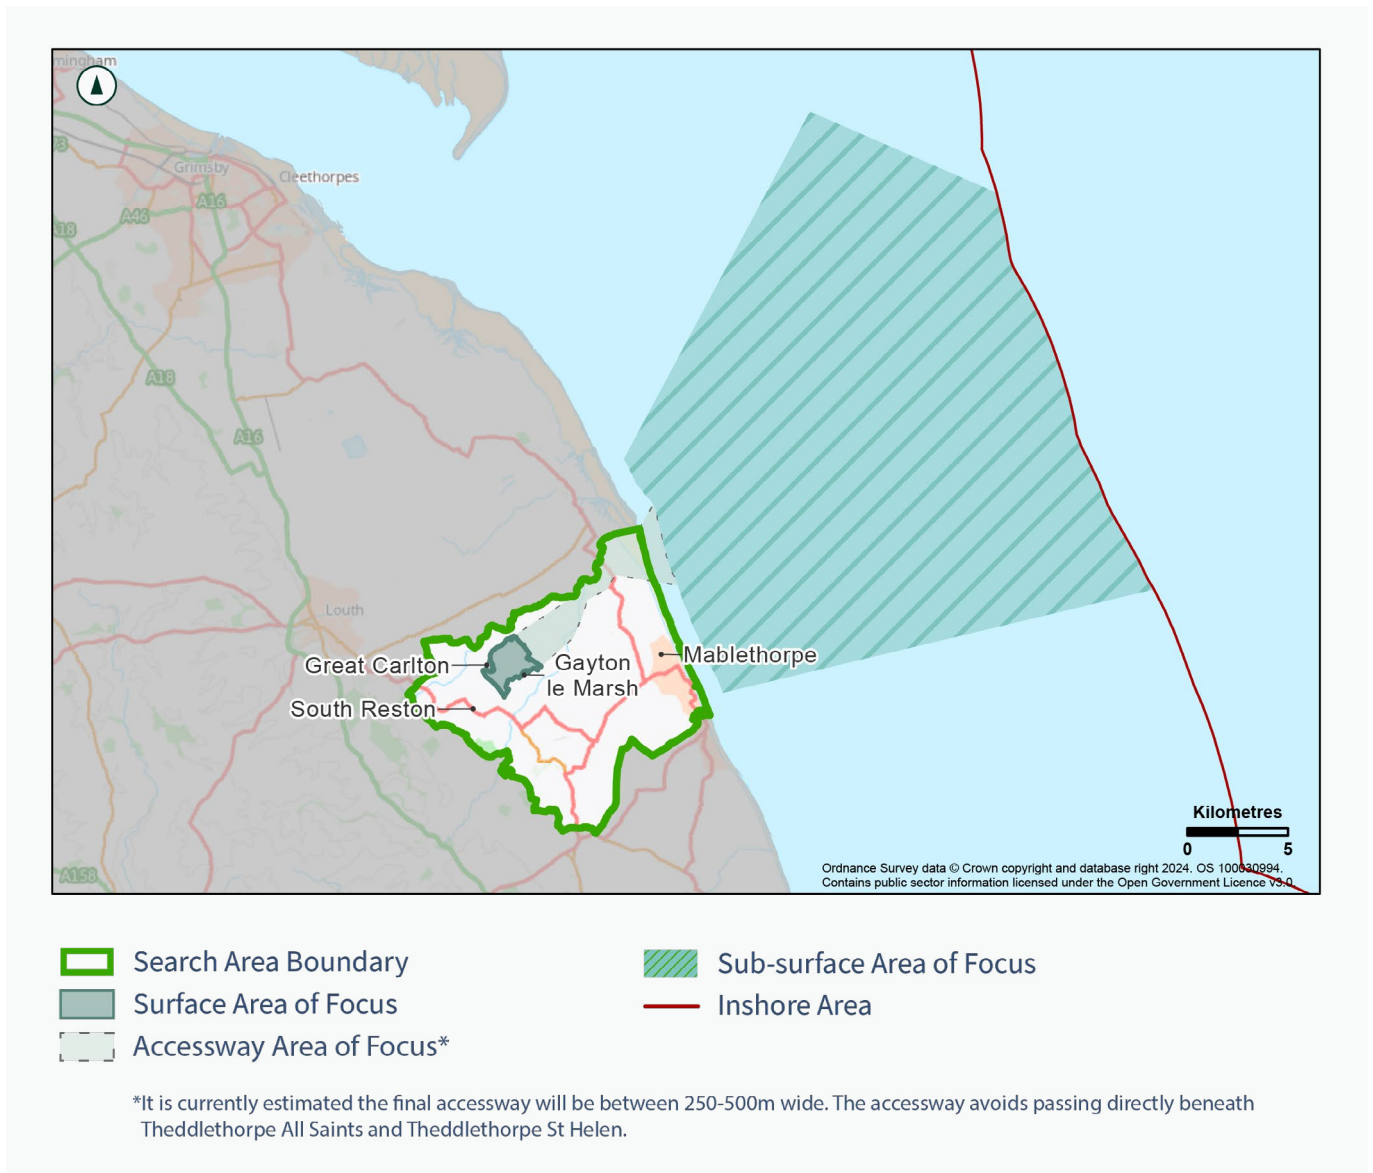 mingham
Grimsby
Cleethorpes
A16
A46
A18
A18
A16
Louth
Great Carlton
Gayton
le Marsh
Mablethorpe
South Reston
A158
Kilometres
0 5
Ordnance Survey data © Crown copyright and database right 2024. OS 100030994.
Contains public sector information licensed under the Open Government Licence v3.0.
Search Area Boundary
Sub-surface Area of Focus
Surface Area of Focus
Inshore Area
Accessway Area of Focus*
*It is currently estimated the final accessway will be between 250-500m wide. The accessway avoids passing directly beneath
Theddlethorpe All Saints and Theddlethorpe St Helen.